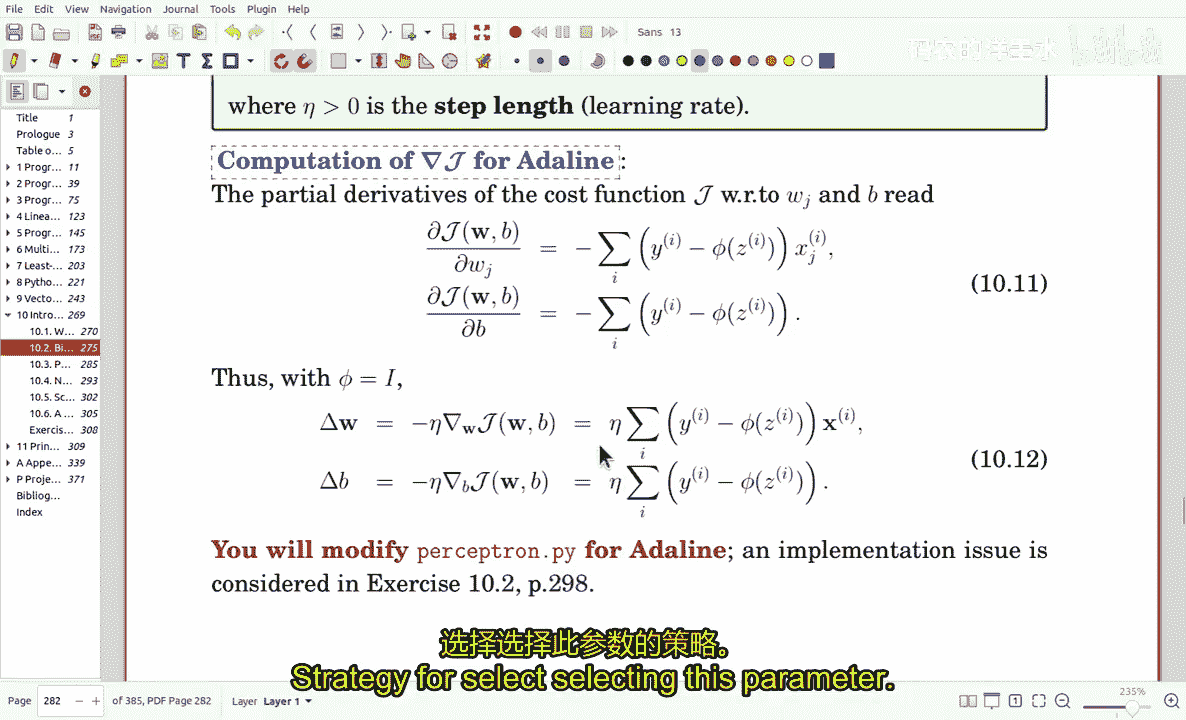 File Edit View Navigation Journal Tools Plugin Help
Sans 13
Title 1
Prologue 3
Table o... 5
1 Progr... 11
2 Progr... 39
3 Progr... 75
4 Linea... 123
5 Progr... 145
6 Multi... 173
7 Least-... 203
8 Pytho... 221
9 Vecto... 243
10 Intro... 269
10.1. W... 270
10.2. Bi... 275
10.3. P... 285
10.4. N... 293
10.5. Sc... 302
10.6. A ... 305
Exercis... 308
11 Prin... 309
A Appe... 339
P Proje... 371
Bibliog...
Index
where η > 0 is the step length (learning rate).
Computation of ∇𝒥 for Adaline:
The partial derivatives of the cost function 𝒥 w.r.to w_j and b read
∂𝒥(w, b)/∂w_j = −∑_i (y^(i) − ϕ(z^(i))) x_j^(i),
∂𝒥(w, b)/∂b = −∑_i (y^(i) − ϕ(z^(i))).
(10.11)
Thus, with ϕ = I,
Δw = −η∇_w𝒥(w, b) = η∑_i (y^(i) − ϕ(z^(i))) x^(i),
Δb = −η∇_b𝒥(w, b) = η∑_i (y^(i) − ϕ(z^(i))).
(10.12)
You will modify perceptron.py for Adaline; an implementation issue is
considered in Exercise 10.2, p.298.
选择选择此参数的策略。
Strategy for select selecting this parameter.
Page 282 of 385, PDF Page 282 Layer Layer 1 235%